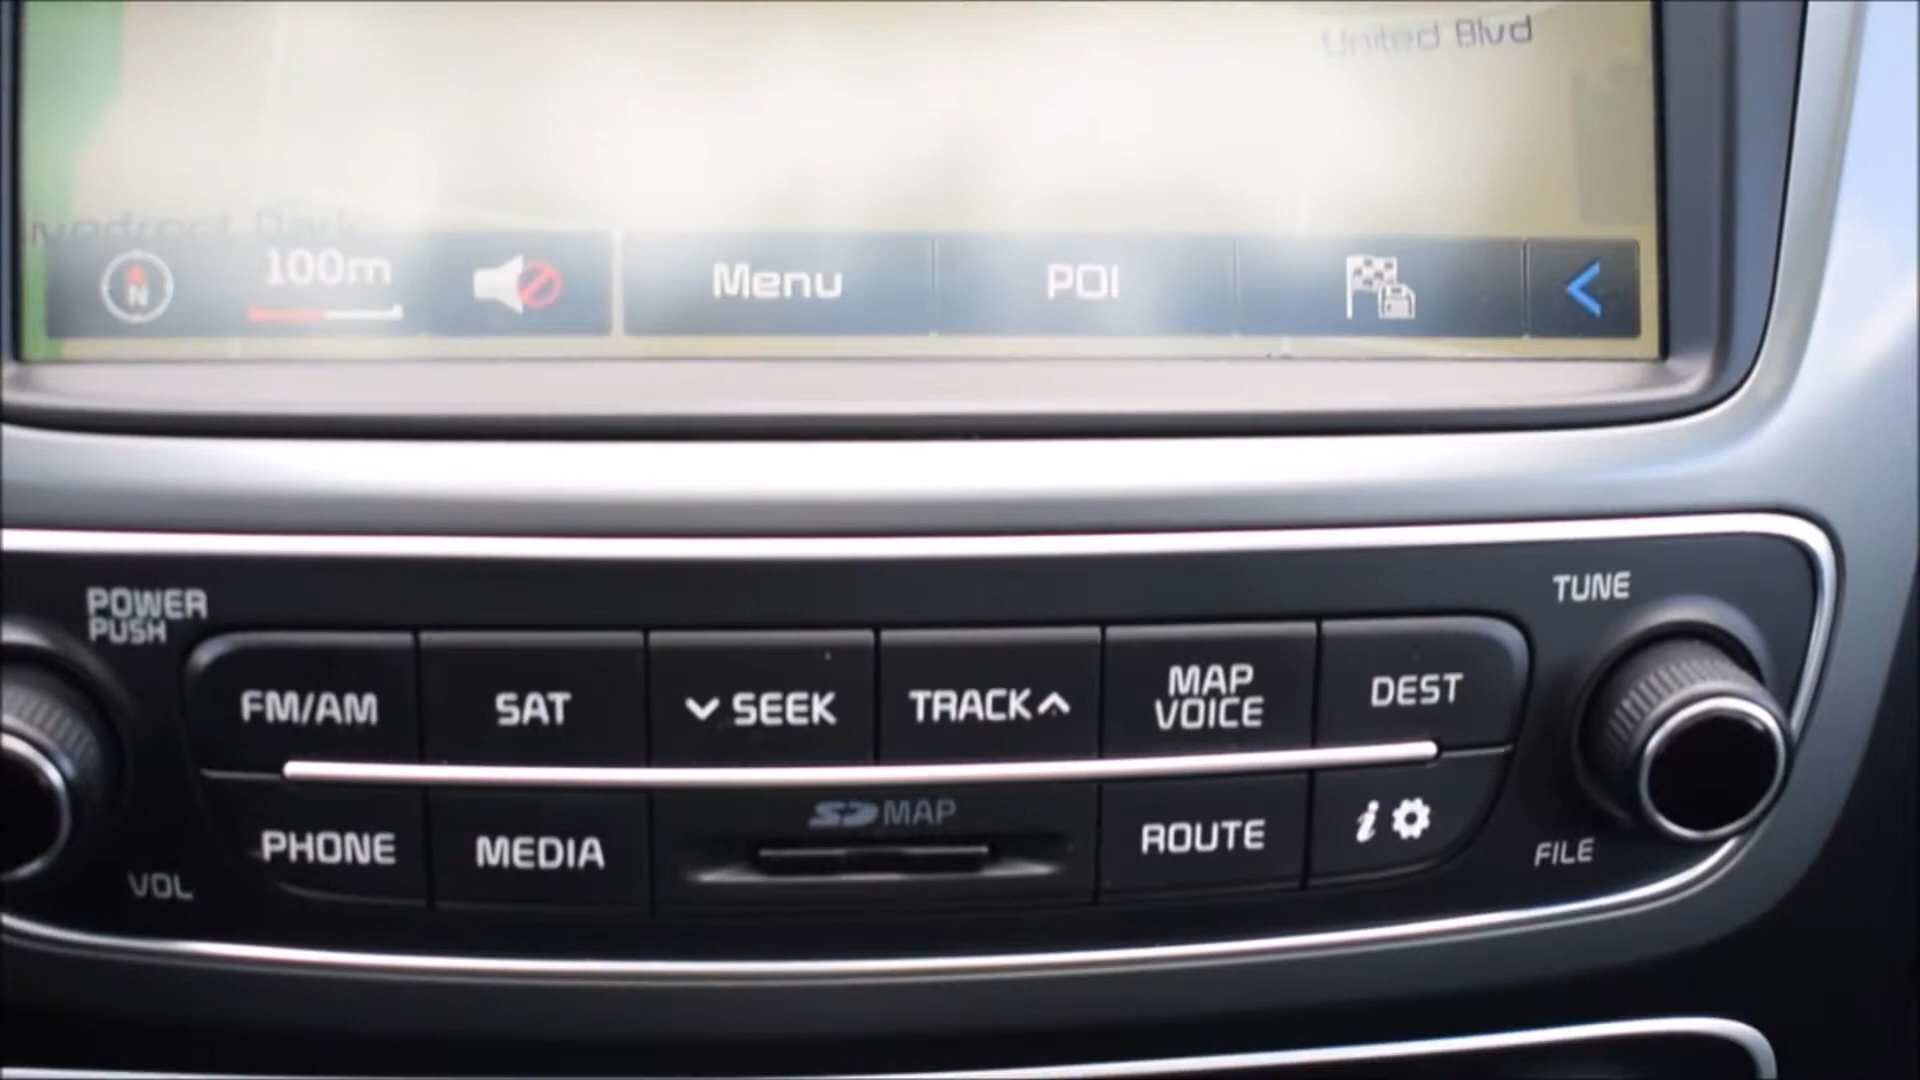 United Blvd
Park
N
100m
Menu
POI
POWER
PUSH
TUNE
FM/AM
SAT
SEEK
TRACK
MAP
VOICE
DEST
PHONE
MEDIA
SD MAP
ROUTE
i
VOL
FILE